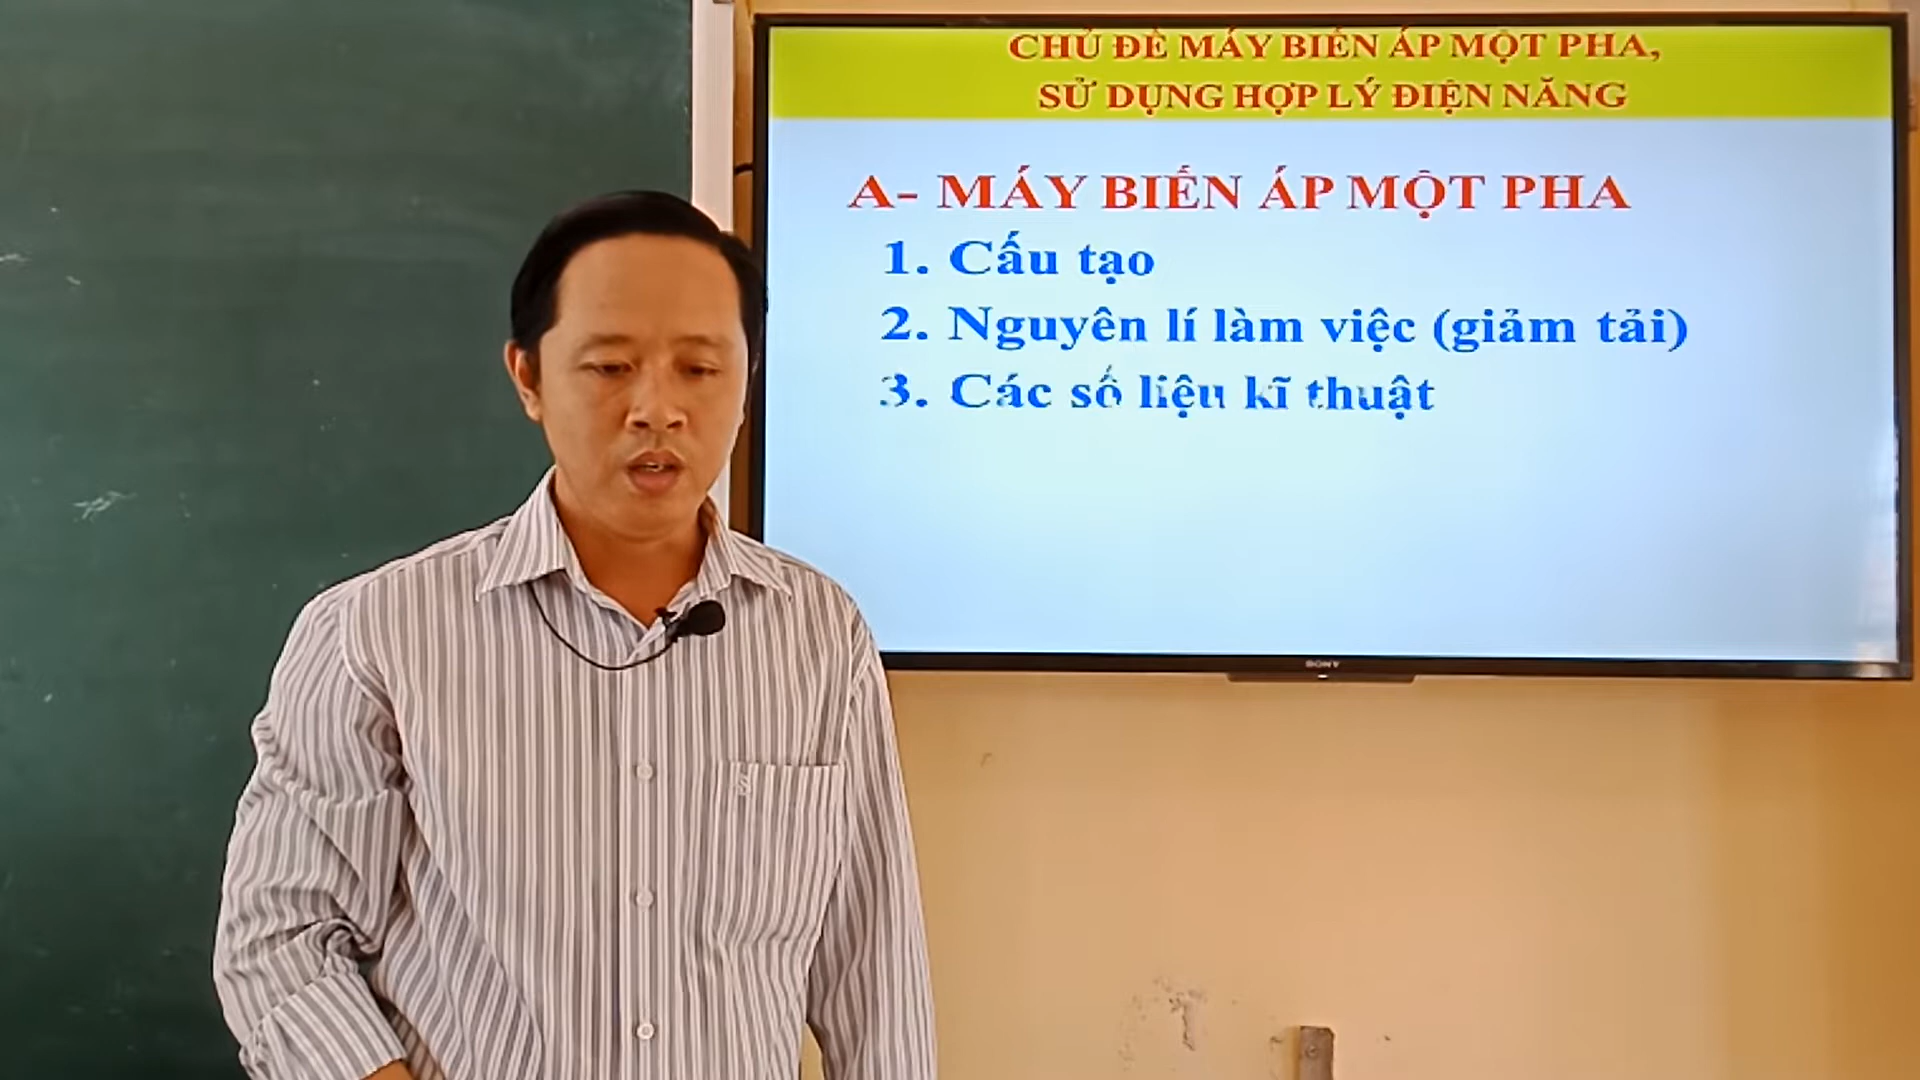 CHỦ ĐỀ MÁY BIẾN ÁP MỘT PHA,
SỬ DỤNG HỢP LÝ ĐIỆN NĂNG
A- MÁY BIẾN ÁP MỘT PHA
1. Cấu tạo
2. Nguyên lí làm việc (giảm tải)
3. Các số liệu kĩ thuật
SONY